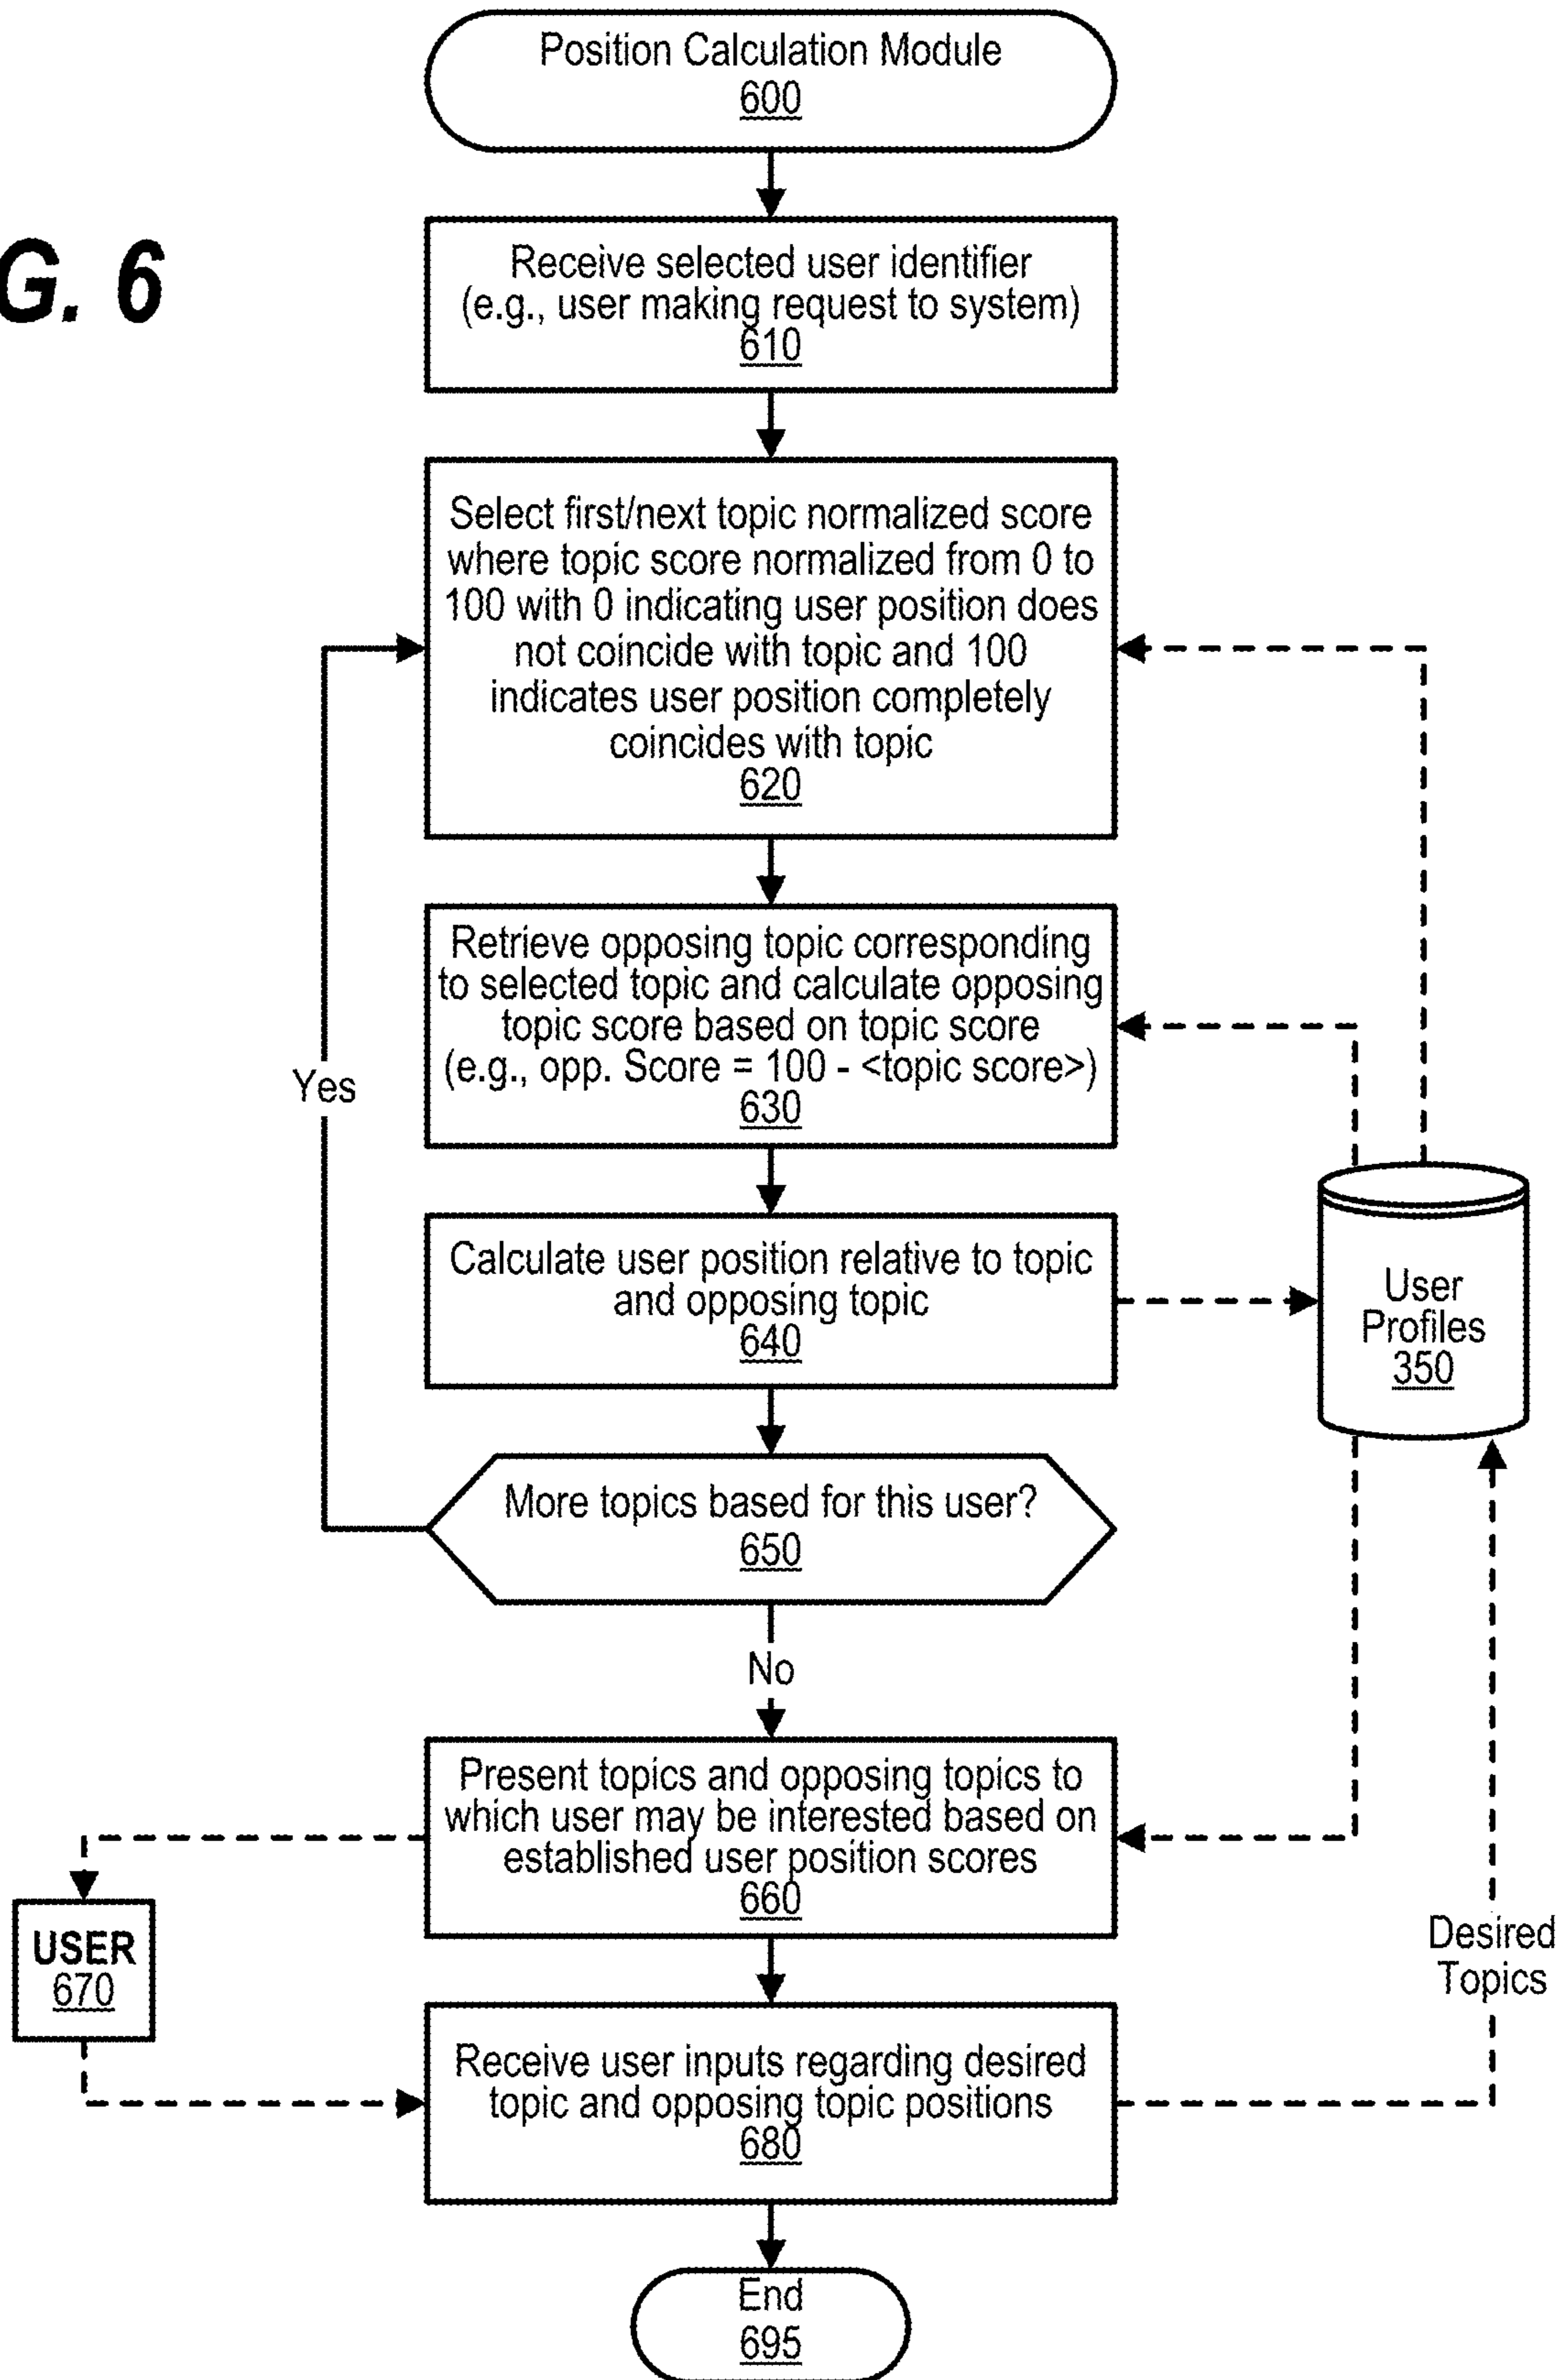 Position Calculation Module
600
G. 6
Receive selected user identifier
(e.g., user making request to system)
610
Select first/next topic normalized score
where topic score normalized from 0 to
100 with 0 indicating user position does
not coincide with topic and 100
indicates user position completely
coincides with topic
620
Retrieve opposing topic corresponding
to selected topic and calculate opposing
topic score based on topic score
(e.g., opp. Score = 100 - <topic score>)
630
Yes
Calculate user position relative to topic
and opposing topic
640
User
Profiles
350
More topics based for this user?
650
No
Present topics and opposing topics to
which user may be interested based on
established user position scores
660
USER
670
Desired
Topics
Receive user inputs regarding desired
topic and opposing topic positions
680
End
695